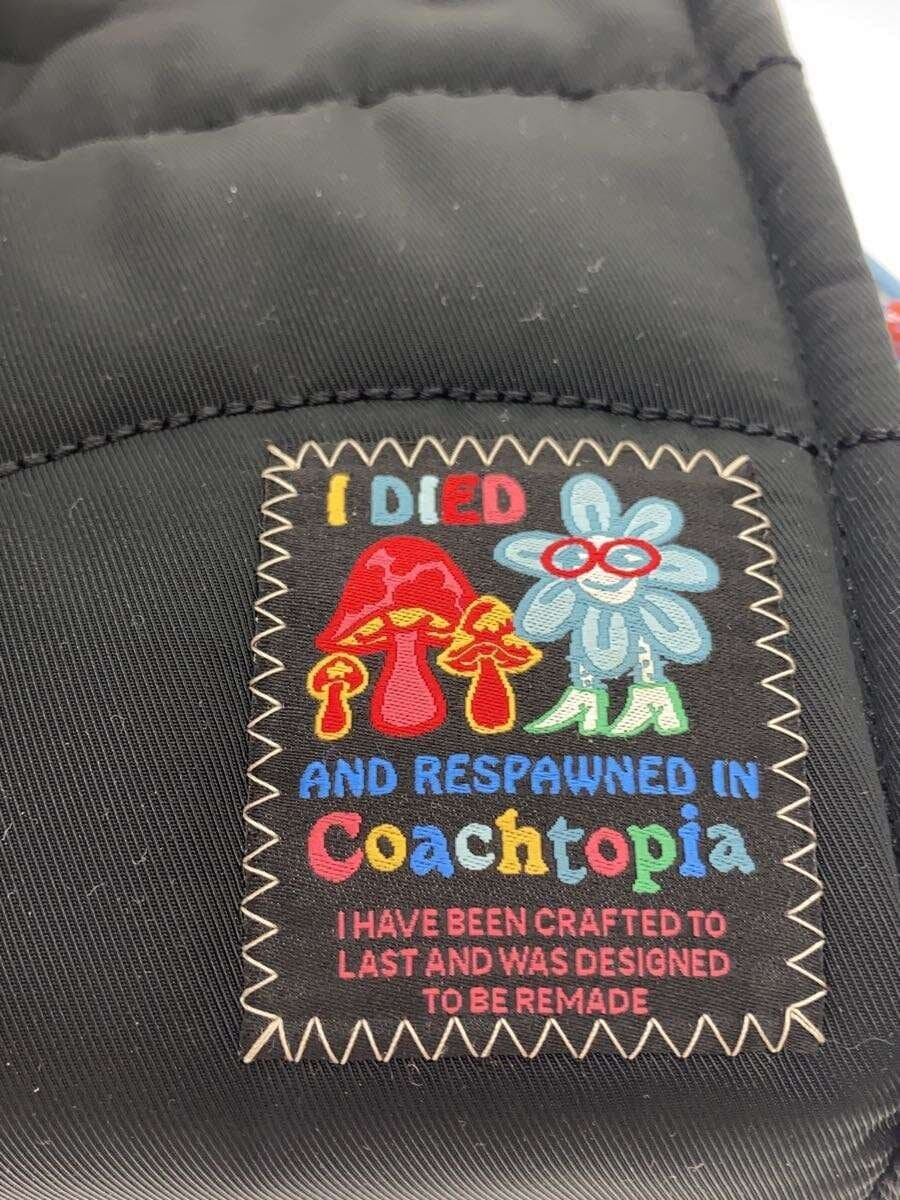 I DIED
AND RESPAWNED IN
Coachtopia
I HAVE BEEN CRAFTED TO
LAST AND WAS DESIGNED
TO BE REMADE